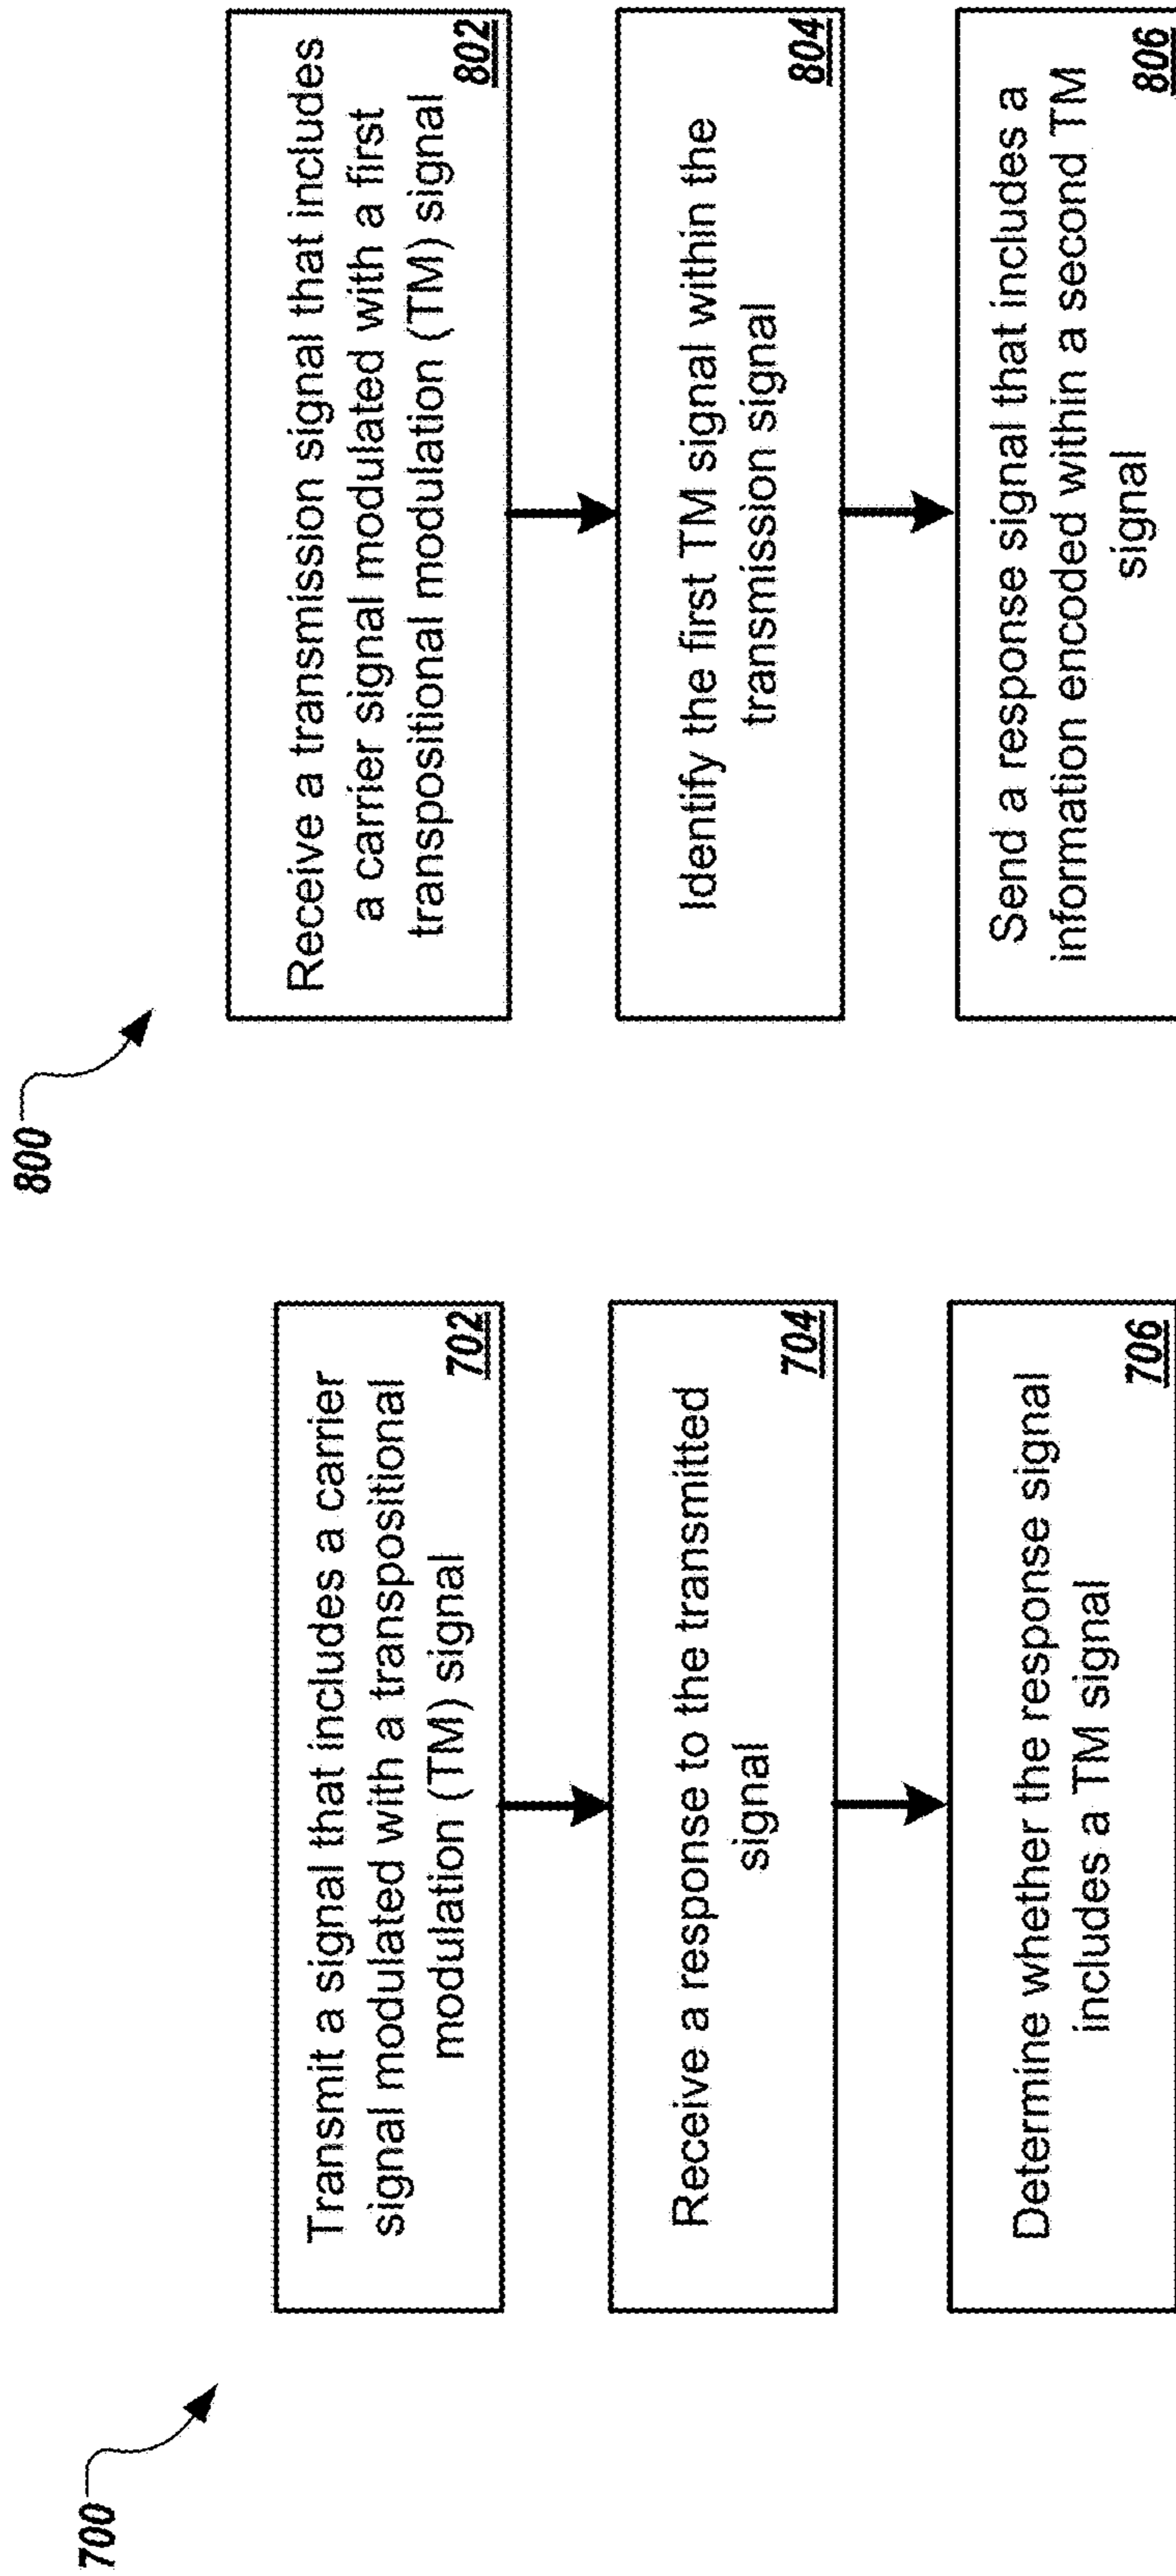 700
Transmit a signal that includes a carrier
signal modulated with a transpositional
modulation (TM) signal
702
Receive a response to the transmitted
signal
704
Determine whether the response signal
includes a TM signal
706
800
Receive a transmission signal that includes
a carrier signal modulated with a first
transpositional modulation (TM) signal
802
Identify the first TM signal within the
transmission signal
804
Send a response signal that includes a
information encoded within a second TM
signal
806